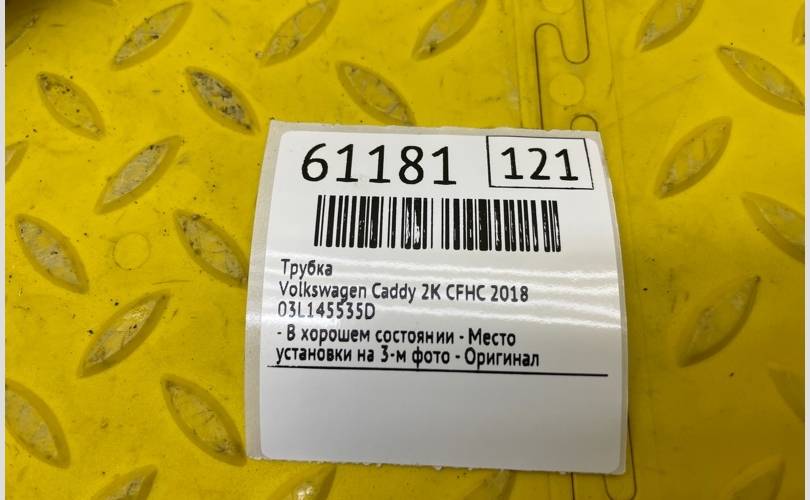 61181 121
Трубка
Volkswagen Caddy 2K CFHC 2018
03L145535D
- В хорошем состоянии - Место
установки на 3-м фото - Оригинал